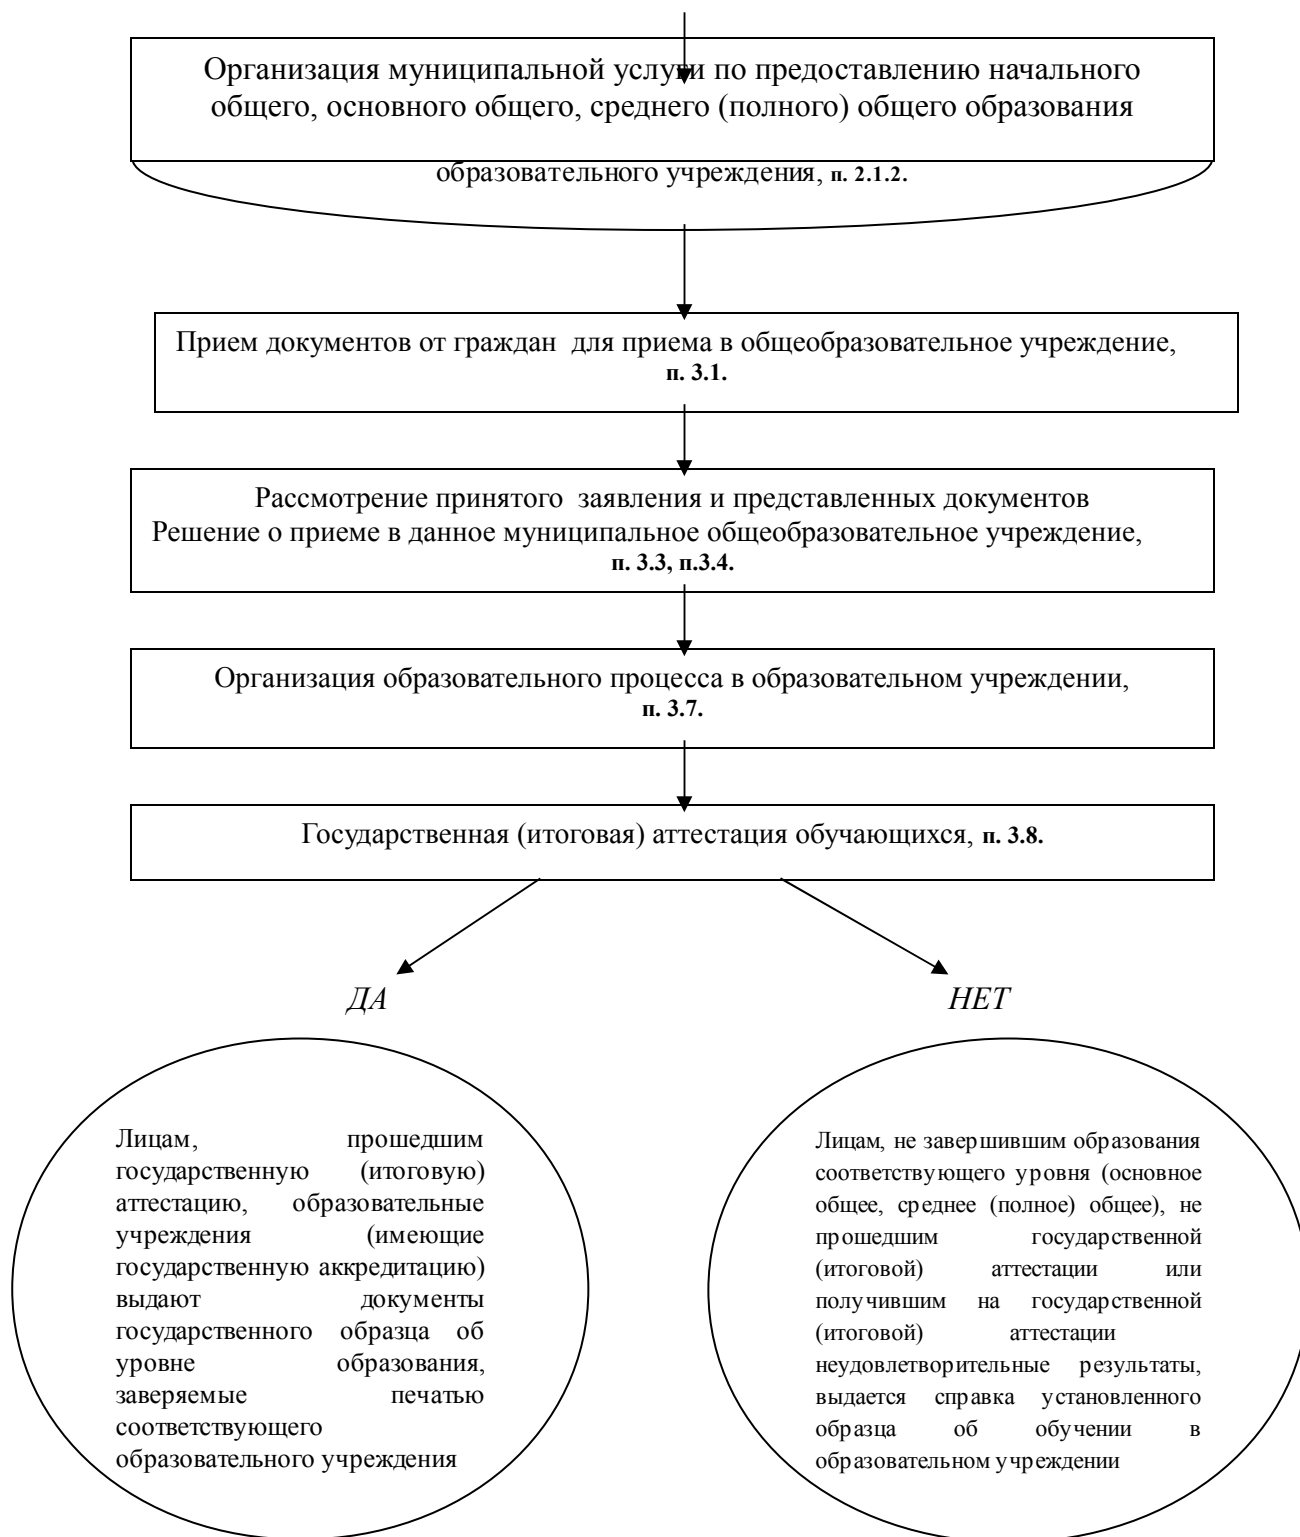 Организация муниципальной услуги по предоставлению начального
общего, основного общего, среднего (полного) общего образования
образовательного учреждения, п. 2.1.2.
Прием документов от граждан для приема в общеобразовательное учреждение,
п. 3.1.
Рассмотрение принятого заявления и представленных документов
Решение о приеме в данное муниципальное общеобразовательное учреждение,
п. 3.3, п.3.4.
Организация образовательного процесса в образовательном учреждении,
п. 3.7.
Государственная (итоговая) аттестация обучающихся, п. 3.8.
ДА
НЕТ
Лицам, прошедшим
государственную (итоговую)
аттестацию, образовательные
учреждения (имеющие
государственную аккредитацию)
выдают документы
государственного образца об
уровне образования,
заверяемые печатью
соответствующего
образовательного учреждения
Лицам, не завершившим образования
соответствующего уровня (основное
общее, среднее (полное) общее), не
прошедшим государственной
(итоговой) аттестации или
получившим на государственной
(итоговой) аттестации
неудовлетворительные результаты,
выдается справка установленного
образца об обучении в
образовательном учреждении